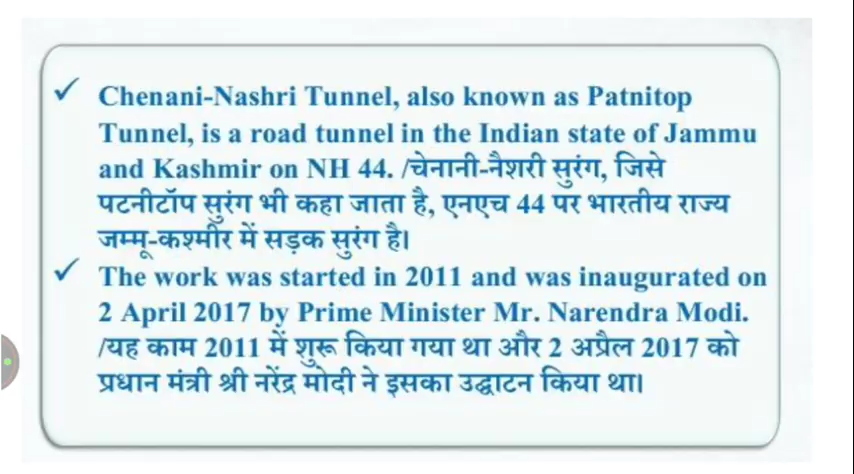 ✓ Chenani-Nashri Tunnel, also known as Patnitop
Tunnel, is a road tunnel in the Indian state of Jammu
and Kashmir on NH 44. /चेनानी-नैशरी सुरंग, जिसे
पटनीटॉप सुरंग भी कहा जाता है, एनएच 44 पर भारतीय राज्य
जम्मू-कश्मीर में सड़क सुरंग है।
✓ The work was started in 2011 and was inaugurated on
2 April 2017 by Prime Minister Mr. Narendra Modi.
/यह काम 2011 में शुरू किया गया था और 2 अप्रैल 2017 को
प्रधान मंत्री श्री नरेंद्र मोदी ने इसका उद्घाटन किया था।